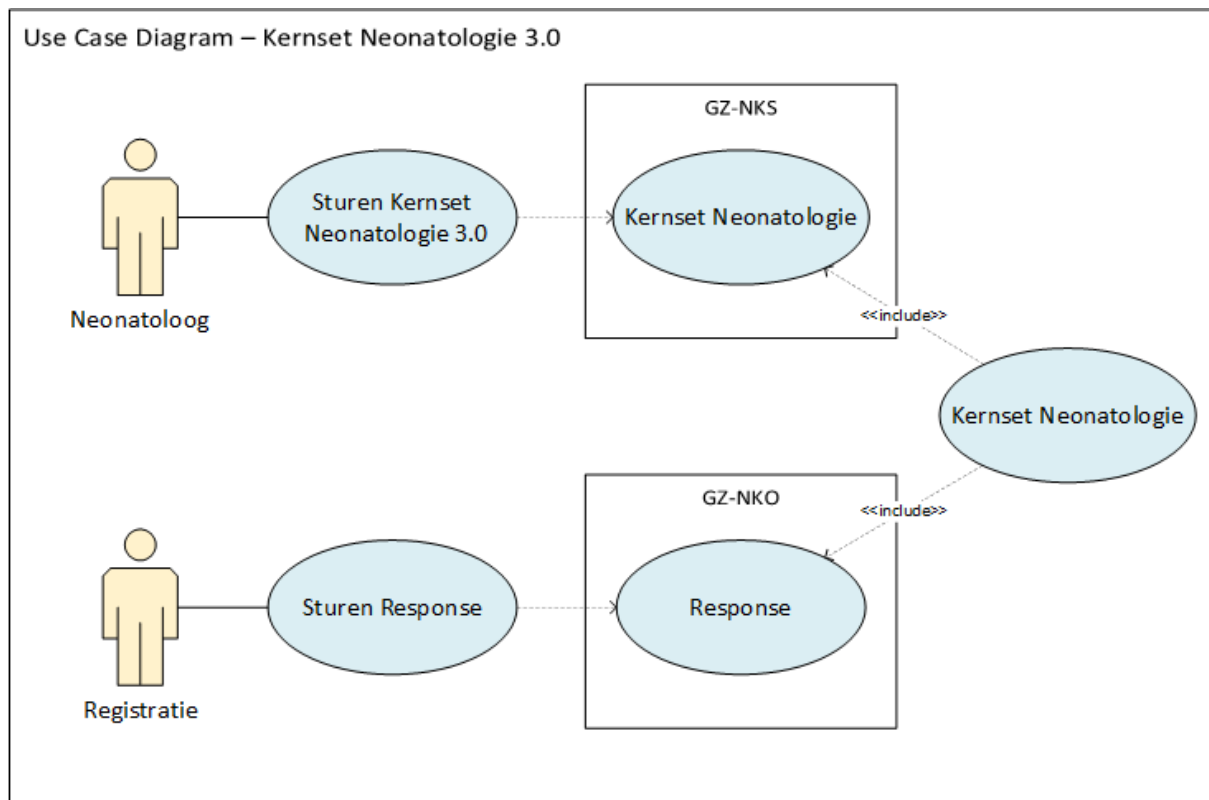 Use Case Diagram – Kernset Neonatologie 3.0
GZ-NKS
Sturen Kernset
Neonatologie 3.0
Kernset Neonatologie
Neonatoloog
<<include>>
Kernset Neonatologie
GZ-NKO
<<include>>
Sturen Response
Response
Registratie